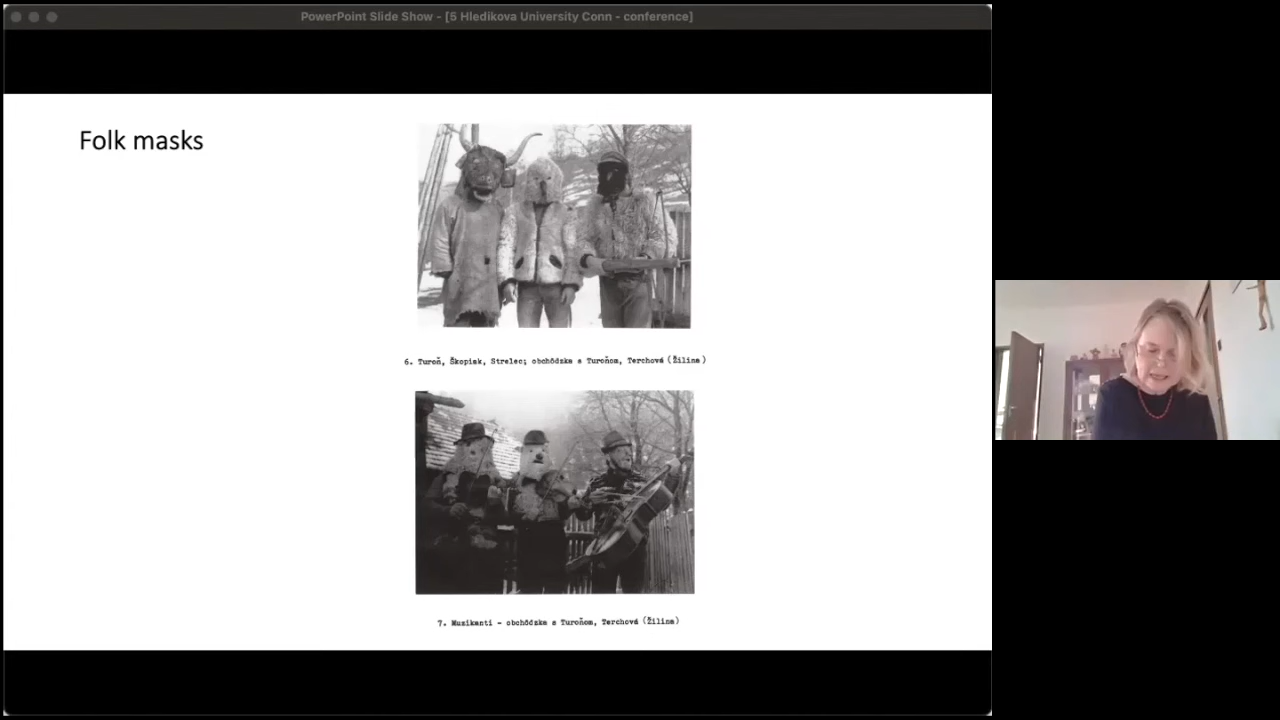 PowerPoint Slide Show - [5 Hledikova University Conn - conference]
Folk masks
6. Turoň, Škopisk, Strelec; obchôdzka s Turoňom, Terchová (Žilina)
7. Muzikanti - obchôdzka s Turoňom, Terchová (Žilina)